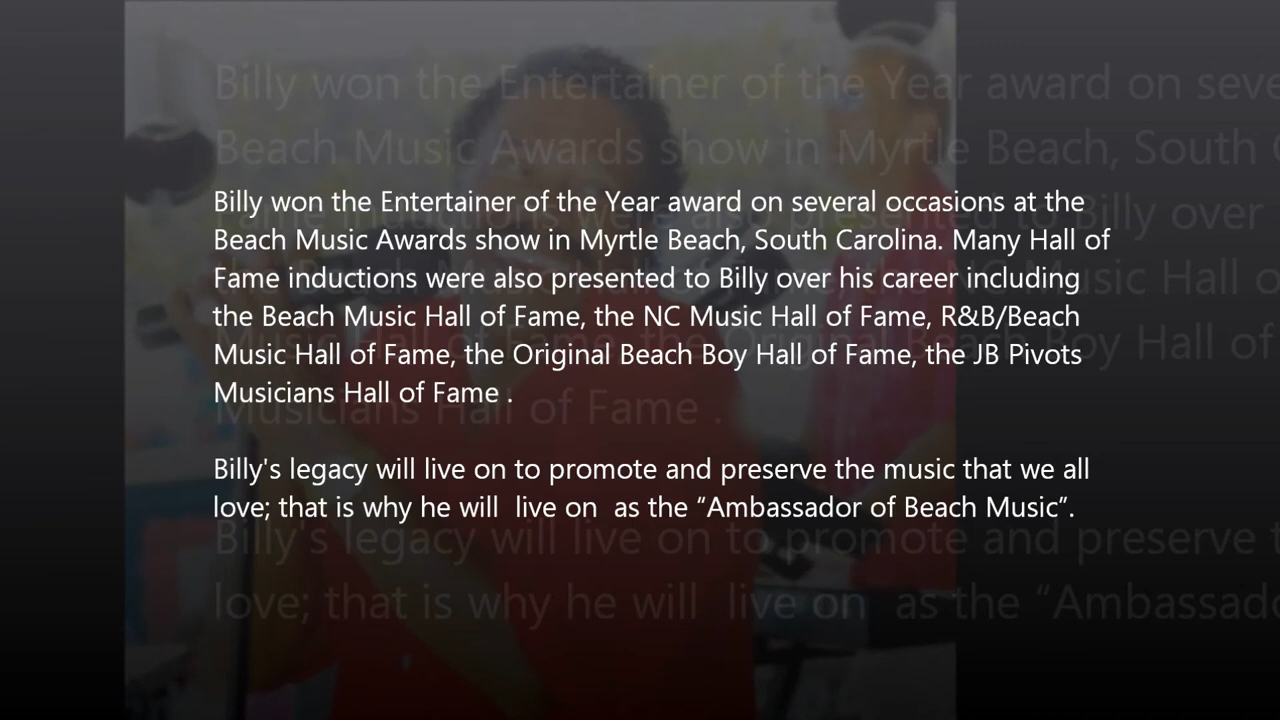 Billy won the Entertainer of the Year award on several occasions at the
Beach Music Awards show in Myrtle Beach, South Carolina. Many Hall of
Fame inductions were also presented to Billy over his career including
the Beach Music Hall of Fame, the NC Music Hall of Fame, R&B/Beach
Music Hall of Fame, the Original Beach Boy Hall of Fame, the JB Pivots
Musicians Hall of Fame .
Billy's legacy will live on to promote and preserve the music that we all
love; that is why he will  live on  as the “Ambassador of Beach Music”.